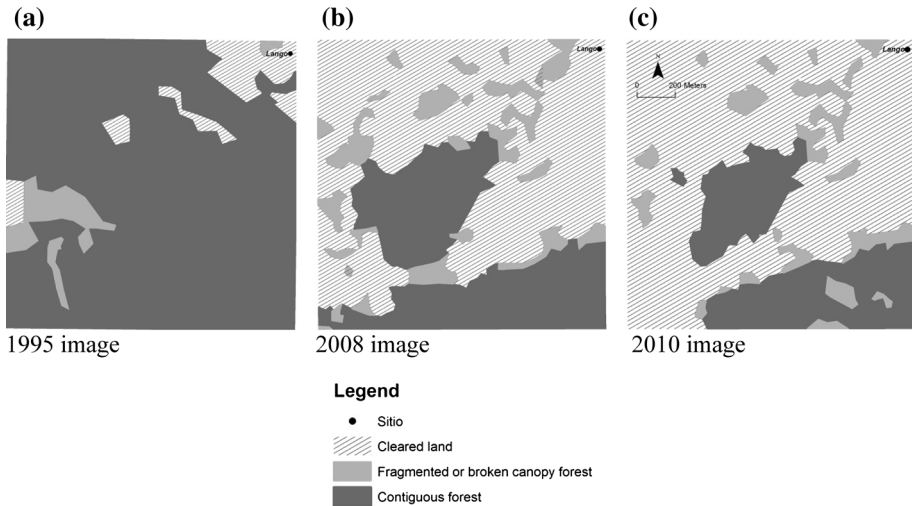 (a)
(b)
(c)
Lango
Lango
Lango
N
0 200 Meters
1995 image
2008 image
2010 image
Legend
Sitio
Cleared land
Fragmented or broken canopy forest
Contiguous forest